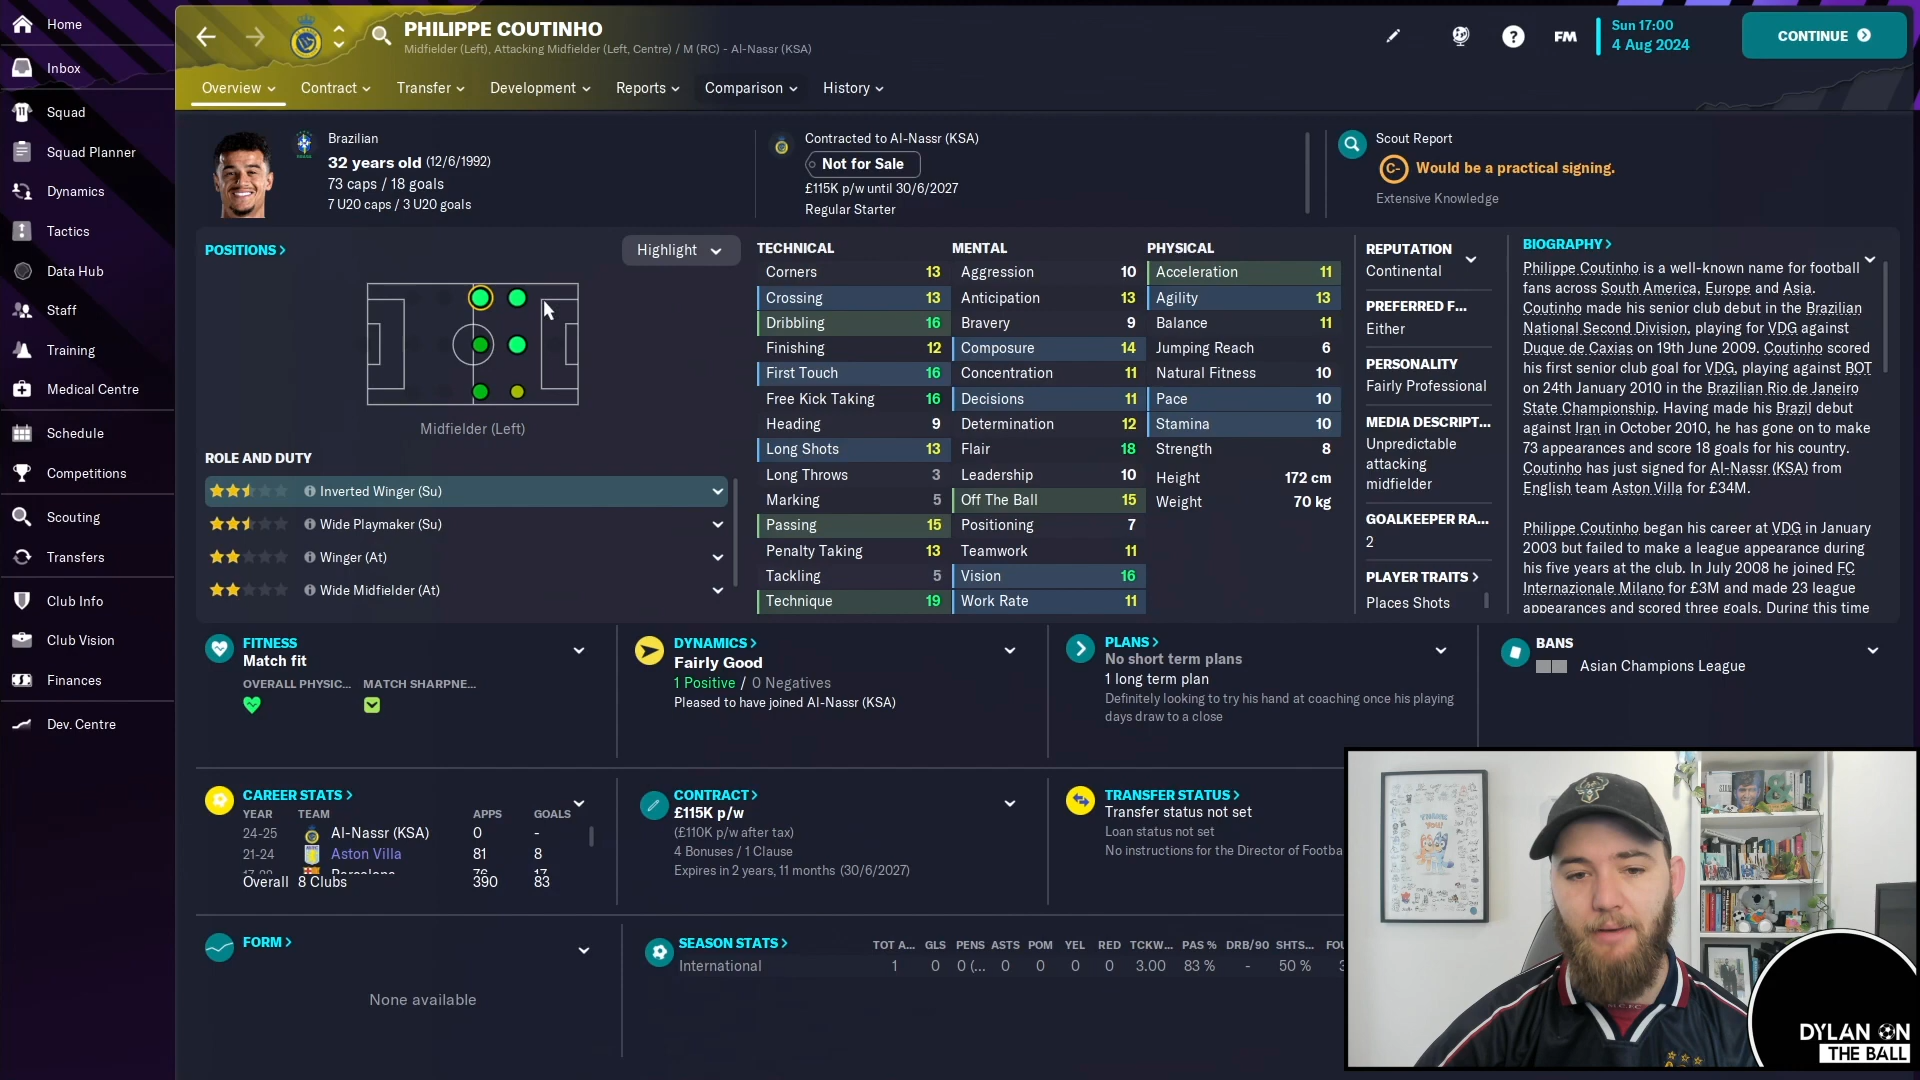 Home
Inbox
Squad
Squad Planner
Dynamics
Tactics
Data Hub
Staff
Training
Medical Centre
Schedule
Competitions
Scouting
Transfers
Club Info
Club Vision
Finances
Dev. Centre
PHILIPPE COUTINHO
Midfielder (Left), Attacking Midfielder (Left, Centre) / M (RC) - Al-Nassr (KSA)
FM
Sun 17:00
4 Aug 2024
CONTINUE
Overview Contract Transfer Development Reports Comparison History
Brazilian
32 years old (12/6/1992)
73 caps / 18 goals
7 U20 caps / 3 U20 goals
Contracted to Al-Nassr (KSA)
Not for Sale
£115K p/w until 30/6/2027
Regular Starter
Scout Report
C- Would be a practical signing.
Extensive Knowledge
POSITIONS
Highlight
Midfielder (Left)
ROLE AND DUTY
Inverted Winger (Su)
Wide Playmaker (Su)
Winger (At)
Wide Midfielder (At)
TECHNICAL
Corners 13
Crossing 13
Dribbling 16
Finishing 12
First Touch 16
Free Kick Taking 16
Heading 9
Long Shots 13
Long Throws 3
Marking 5
Passing 15
Penalty Taking 13
Tackling 5
Technique 19
MENTAL
Aggression 10
Anticipation 13
Bravery 9
Composure 14
Concentration 11
Decisions 11
Determination 12
Flair 18
Leadership 10
Off The Ball 15
Positioning 7
Teamwork 11
Vision 16
Work Rate 11
PHYSICAL
Acceleration 11
Agility 13
Balance 11
Jumping Reach 6
Natural Fitness 10
Pace 10
Stamina 10
Strength 8
Height 172 cm
Weight 70 kg
REPUTATION
Continental
PREFERRED F...
Either
PERSONALITY
Fairly Professional
MEDIA DESCRIPT...
Unpredictable
attacking
midfielder
GOALKEEPER RA...
2
PLAYER TRAITS
Places Shots
BIOGRAPHY
Philippe Coutinho is a well-known name for football
fans across South America, Europe and Asia.
Coutinho made his senior club debut in the Brazilian
National Second Division, playing for VDG against
Duque de Caxias on 19th June 2009. Coutinho scored
his first senior club goal for VDG, playing against BOT
on 24th January 2010 in the Brazilian Rio de Janeiro
State Championship. Having made his Brazil debut
against Iran in October 2010, he has gone on to make
73 appearances and score 18 goals for his country.
Coutinho has just signed for Al-Nassr (KSA) from
English team Aston Villa for £34M.
Philippe Coutinho began his career at VDG in January
2003 but failed to make a league appearance during
his five years at the club. In July 2008 he joined FC
Internazionale Milano for £3M and made 23 league
appearances and scored three goals. During this time
FITNESS
Match fit
OVERALL PHYSIC... MATCH SHARPNE...
DYNAMICS
Fairly Good
1 Positive / 0 Negatives
Pleased to have joined Al-Nassr (KSA)
PLANS
No short term plans
1 long term plan
Definitely looking to try his hand at coaching once his playing
days draw to a close
BANS
Asian Champions League
CAREER STATS
YEAR TEAM APPS GOALS
24-25 Al-Nassr (KSA) 0 -
21-24 Aston Villa 81 8
Barcelona 76 17
Overall 8 Clubs 390 83
CONTRACT
£115K p/w
(£110K p/w after tax)
4 Bonuses / 1 Clause
Expires in 2 years, 11 months (30/6/2027)
TRANSFER STATUS
Transfer status not set
Loan status not set
No instructions for the Director of Footba
FORM
None available
SEASON STATS TOT A... GLS PENS ASTS POM YEL RED TCKW... PAS % DRB/90 SHTS... FOU
International 1 0 0 (... 0 0 0 0 3.00 83 % - 50 %
THANK YOU!
DYLAN ON
THE BALL